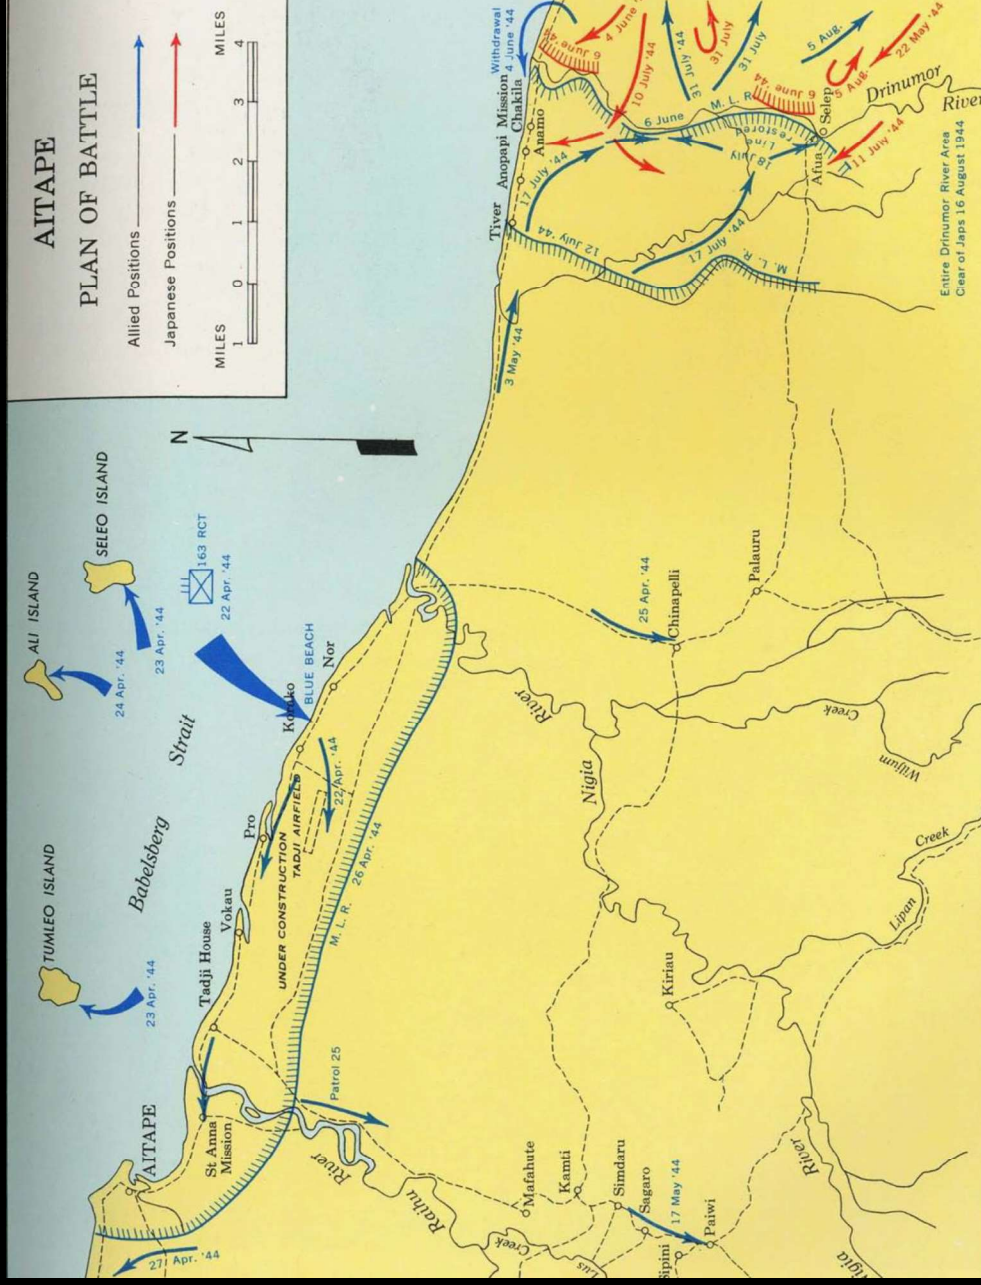 AITAPE
PLAN OF BATTLE
Allied Positions
Japanese Positions
MILES
1 0 1 2 3 4
MILES
N
TUMLEO ISLAND
23 Apr. '44
ALI ISLAND
24 Apr. '44
SELEO ISLAND
23 Apr. '44
Babelsberg
Strait
163 RCT
22 Apr. '44
BLUE BEACH
27 Apr. '44
AITAPE
St Anna
Mission
Tadji House
Vokau
Pro
Korako
Nor
UNDER CONSTRUCTION
TADJI AIRFIELD
22 Apr. '44
M. L. R.
26 Apr. '44
Patrol 25
Raihu
River
Mafahute
Kamti
Simdaru
Sagaro
17 May '44
Paiwi
Sipini
Creek
Lus
Nigia
River
Kiriau
Lipan
Creek
Nigia
River
25 Apr. '44
Chinapelli
Palauru
Creek
Witjum
3 May '44
Tiver
Anopapi Mission
Anamo
Chakila
Withdrawal
4 June '44
12 July '44
M. L. R.
17 July '44
17 July '44
4 June '
6 June '44
10 July '44
31 July '44
31 July
31 July
5 Aug.
5 Aug.
22 May '44
6 June
M. L. R.
6 June '44
Line
restored
18 July
Selep
Afua
11 July '44
Drinumor
River
Entire Drinumor River Area
Clear of Japs 16 August 1944